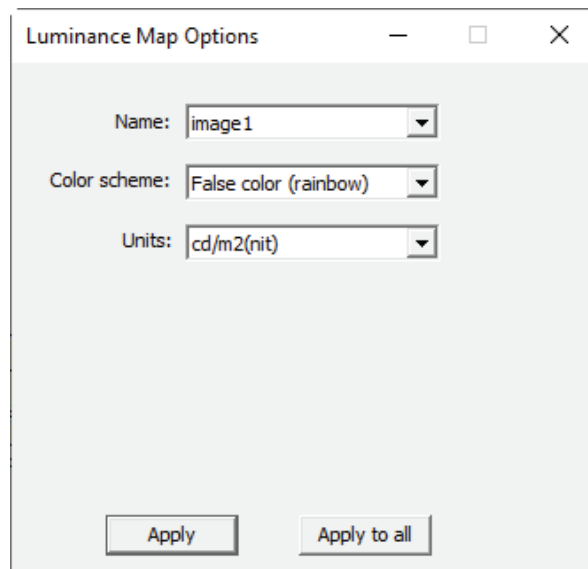 Luminance Map Options
Name: image1
Color scheme: False color (rainbow)
Units: cd/m2(nit)
Apply Apply to all